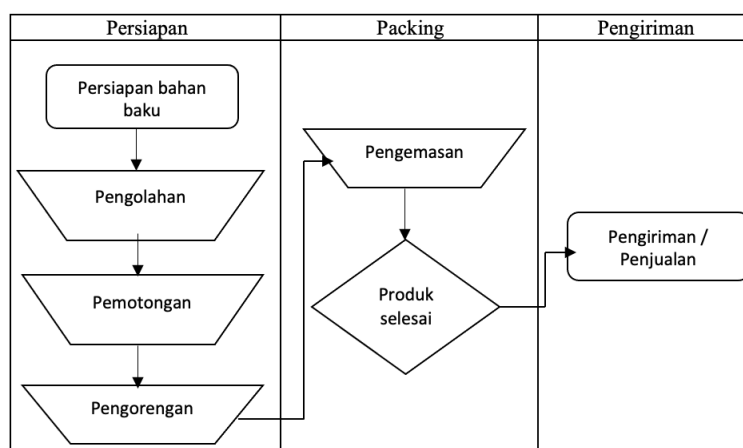 Persiapan
Packing
Pengiriman
Persiapan bahan
baku
Pengolahan
Pemotongan
Pengorengan
Pengemasan
Produk
selesai
Pengiriman /
Penjualan